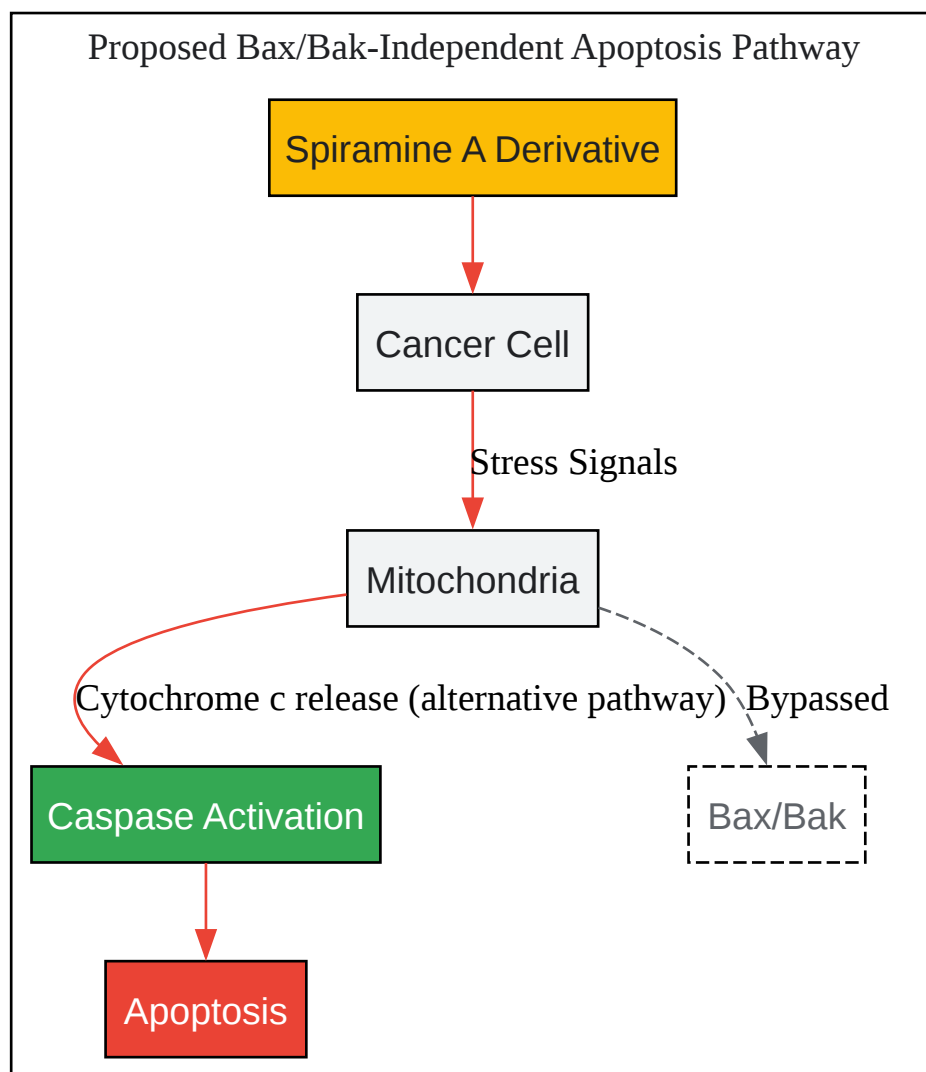 Proposed Bax/Bak-Independent Apoptosis Pathway
Spiramine A Derivative
Cancer Cell
Stress Signals
Mitochondria
Cytochrome c release (alternative pathway)
Bypassed
Caspase Activation
Bax/Bak
Apoptosis